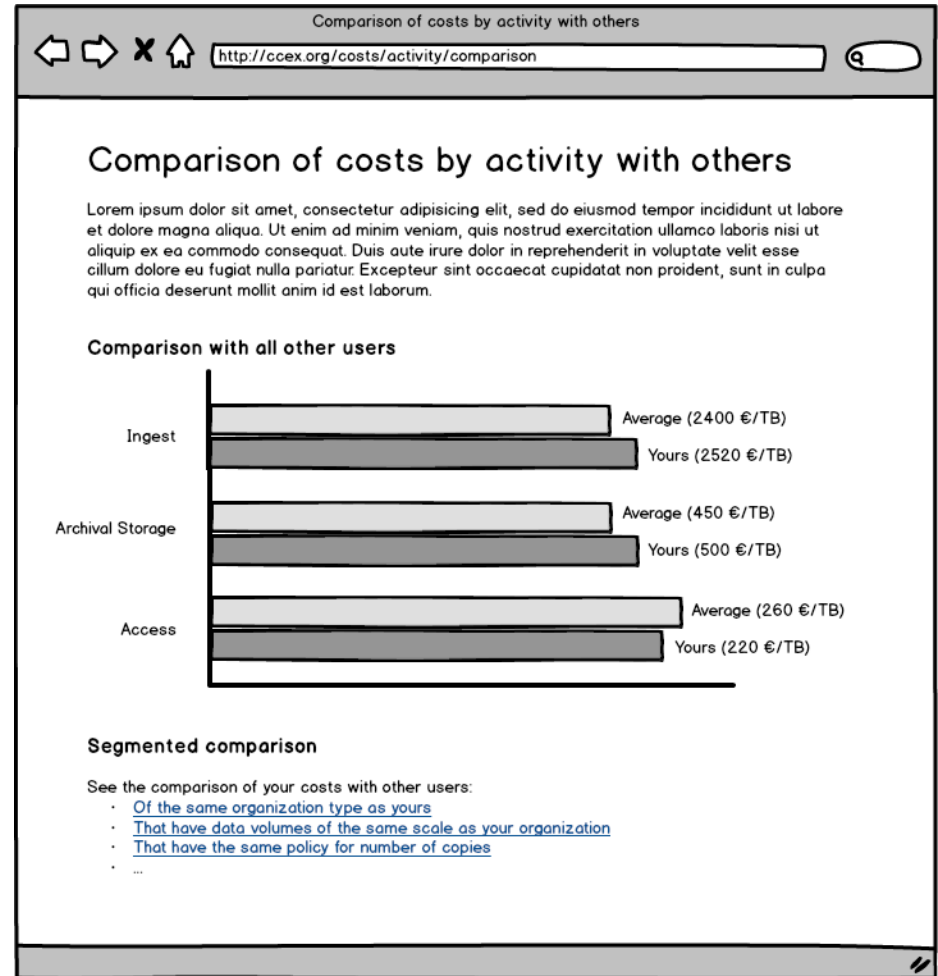 Comparison of costs by activity with others
http://ccex.org/costs/activity/comparison
Comparison of costs by activity with others
Lorem ipsum dolor sit amet, consectetur adipisicing elit, sed do eiusmod tempor incididunt ut labore
et dolore magna aliqua. Ut enim ad minim veniam, quis nostrud exercitation ullamco laboris nisi ut
aliquip ex ea commodo consequat. Duis aute irure dolor in reprehenderit in voluptate velit esse
cillum dolore eu fugiat nulla pariatur. Excepteur sint occaecat cupidatat non proident, sunt in culpa
qui officia deserunt mollit anim id est laborum.
Comparison with all other users
Ingest
Average (2400 €/TB)
Yours (2520 €/TB)
Archival Storage
Average (450 €/TB)
Yours (500 €/TB)
Access
Average (260 €/TB)
Yours (220 €/TB)
Segmented comparison
See the comparison of your costs with other users:
· Of the same organization type as yours
· That have data volumes of the same scale as your organization
· That have the same policy for number of copies
· ...